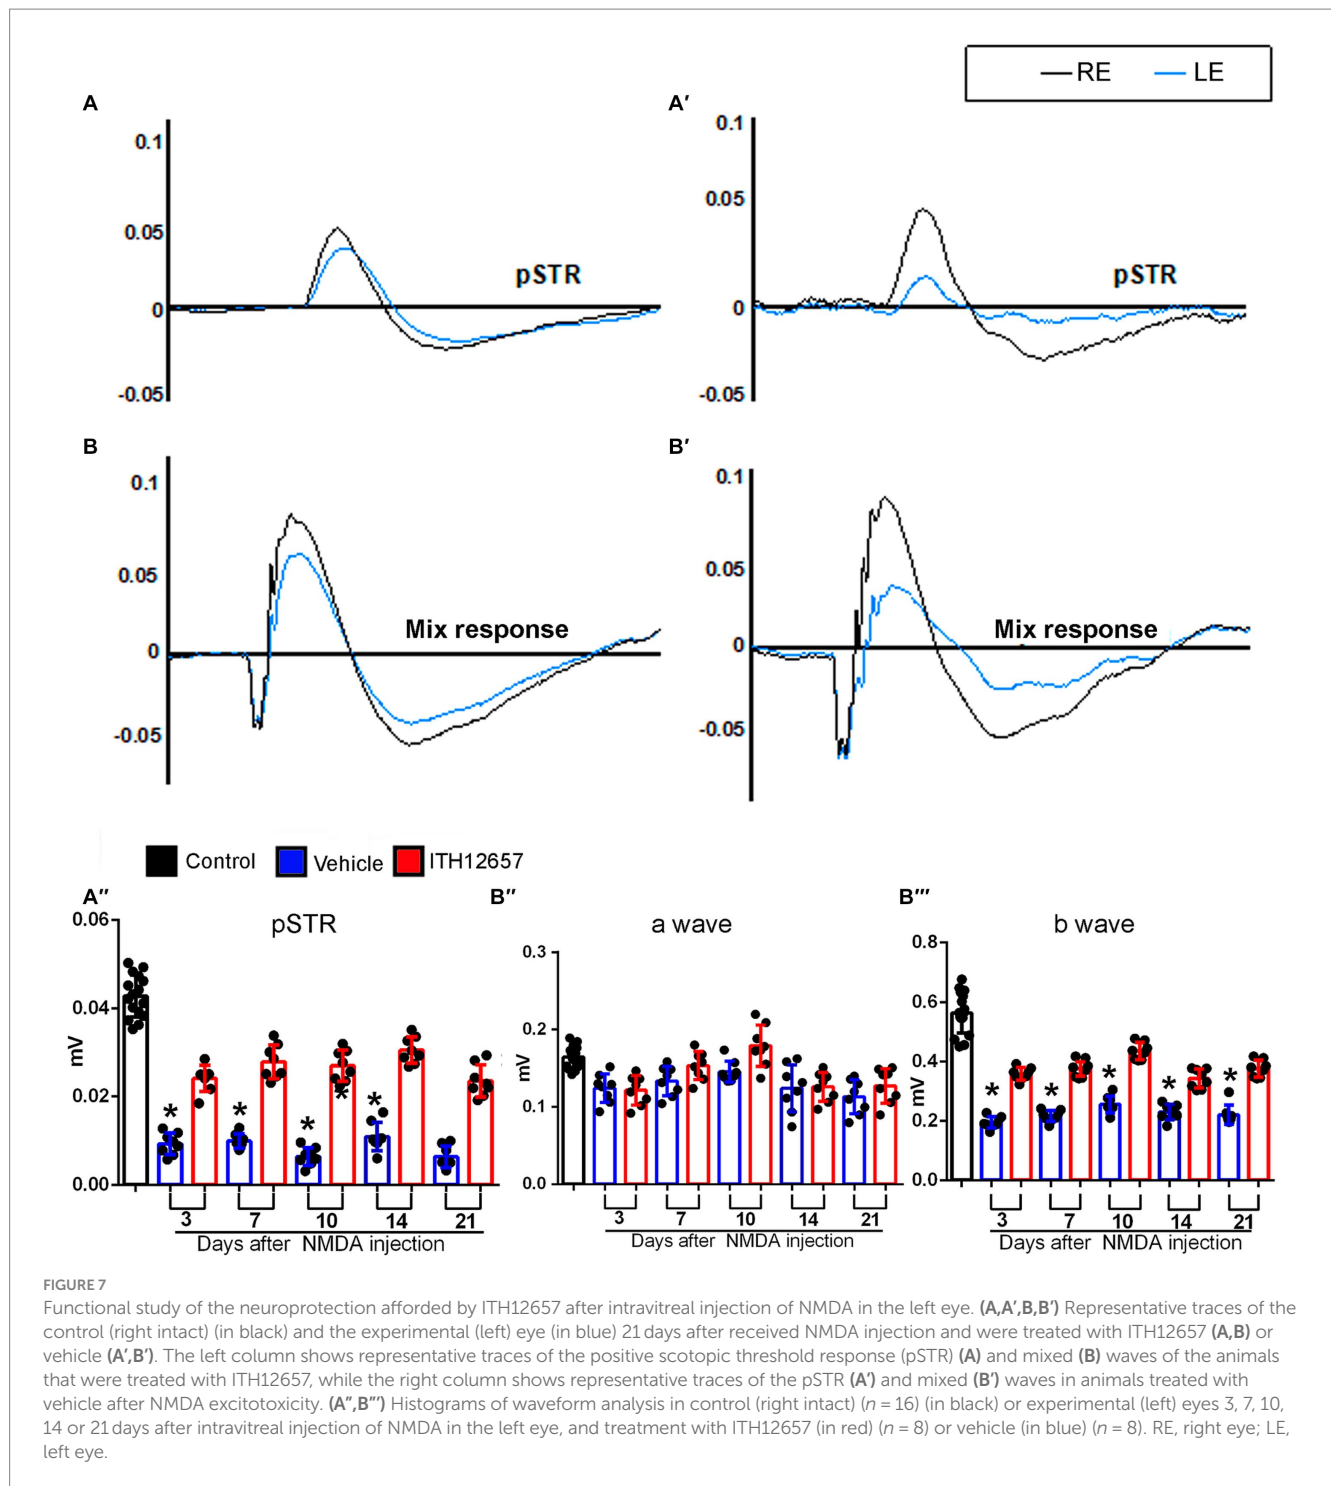 RE LE
A
0.1
0.05
0
-0.05
pSTR
A′
0.1
0.05
0
-0.05
pSTR
B
0.1
0.05
0
-0.05
Mix response
B′
0.1
0.05
0
-0.05
Mix response
Control Vehicle ITH12657
A″
pSTR
mV
0.06
0.04
0.02
0.00
* * * * *
3 7 10 14 21
Days after NMDA injection
B″
a wave
mV
0.3
0.2
0.1
0.0
3 7 10 14 21
Days after NMDA injection
B‴
b wave
mV
0.8
0.6
0.4
0.2
0.0
* * * * *
3 7 10 14 21
Days after NMDA injection
FIGURE 7
Functional study of the neuroprotection afforded by ITH12657 after intravitreal injection of NMDA in the left eye. (A,A′,B,B′) Representative traces of the
control (right intact) (in black) and the experimental (left) eye (in blue) 21 days after received NMDA injection and were treated with ITH12657 (A,B) or
vehicle (A′,B′). The left column shows representative traces of the positive scotopic threshold response (pSTR) (A) and mixed (B) waves of the animals
that were treated with ITH12657, while the right column shows representative traces of the pSTR (A′) and mixed (B′) waves in animals treated with
vehicle after NMDA excitotoxicity. (A″,B″′) Histograms of waveform analysis in control (right intact) (n = 16) (in black) or experimental (left) eyes 3, 7, 10,
14 or 21 days after intravitreal injection of NMDA in the left eye, and treatment with ITH12657 (in red) (n = 8) or vehicle (in blue) (n = 8). RE, right eye; LE,
left eye.